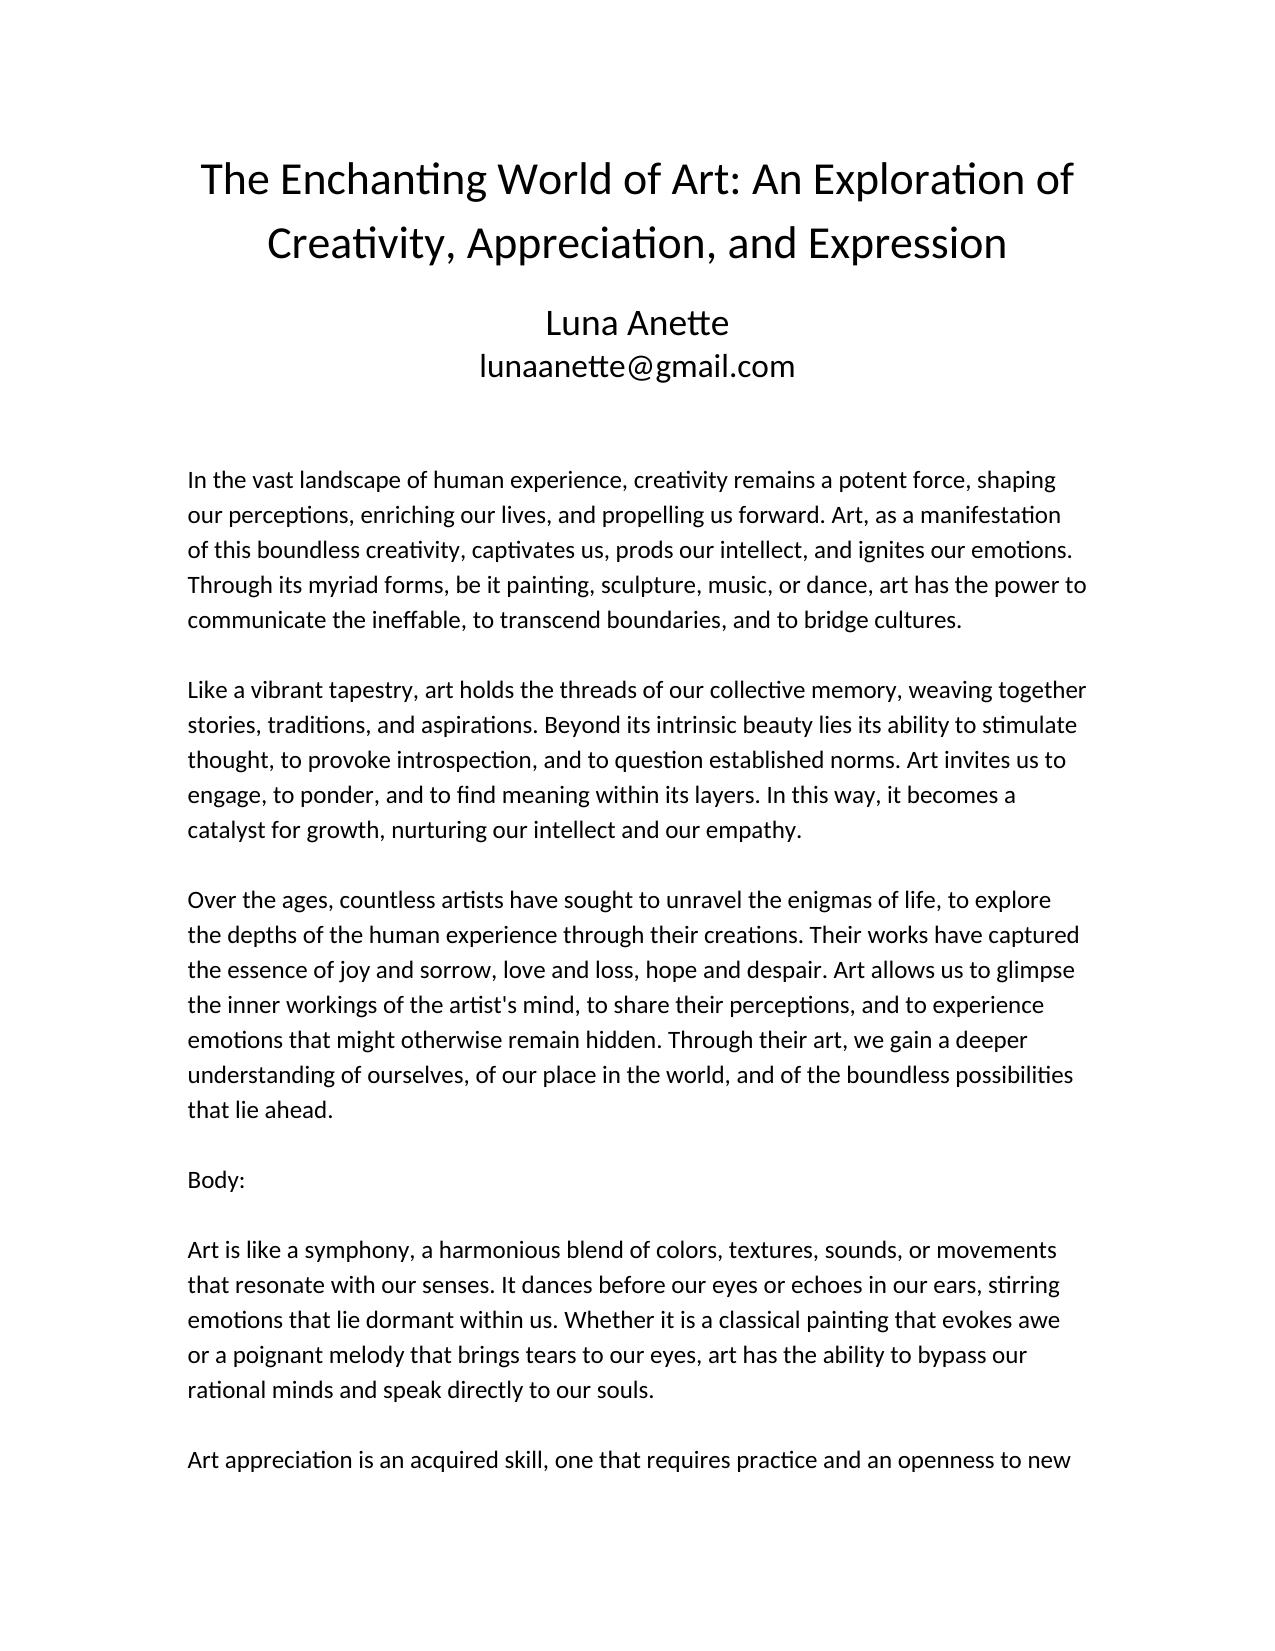 The Enchanting World of Art: An Exploration of
Creativity, Appreciation, and Expression
Luna Anette
lunaanette@gmail.com
In the vast landscape of human experience, creativity remains a potent force, shaping
our perceptions, enriching our lives, and propelling us forward. Art, as a manifestation
of this boundless creativity, captivates us, prods our intellect, and ignites our emotions.
Through its myriad forms, be it painting, sculpture, music, or dance, art has the power to
communicate the ineffable, to transcend boundaries, and to bridge cultures.
Like a vibrant tapestry, art holds the threads of our collective memory, weaving together
stories, traditions, and aspirations. Beyond its intrinsic beauty lies its ability to stimulate
thought, to provoke introspection, and to question established norms. Art invites us to
engage, to ponder, and to find meaning within its layers. In this way, it becomes a
catalyst for growth, nurturing our intellect and our empathy.
Over the ages, countless artists have sought to unravel the enigmas of life, to explore
the depths of the human experience through their creations. Their works have captured
the essence of joy and sorrow, love and loss, hope and despair. Art allows us to glimpse
the inner workings of the artist's mind, to share their perceptions, and to experience
emotions that might otherwise remain hidden. Through their art, we gain a deeper
understanding of ourselves, of our place in the world, and of the boundless possibilities
that lie ahead.
Body:
Art is like a symphony, a harmonious blend of colors, textures, sounds, or movements
that resonate with our senses. It dances before our eyes or echoes in our ears, stirring
emotions that lie dormant within us. Whether it is a classical painting that evokes awe
or a poignant melody that brings tears to our eyes, art has the ability to bypass our
rational minds and speak directly to our souls.
Art appreciation is an acquired skill, one that requires practice and an openness to new